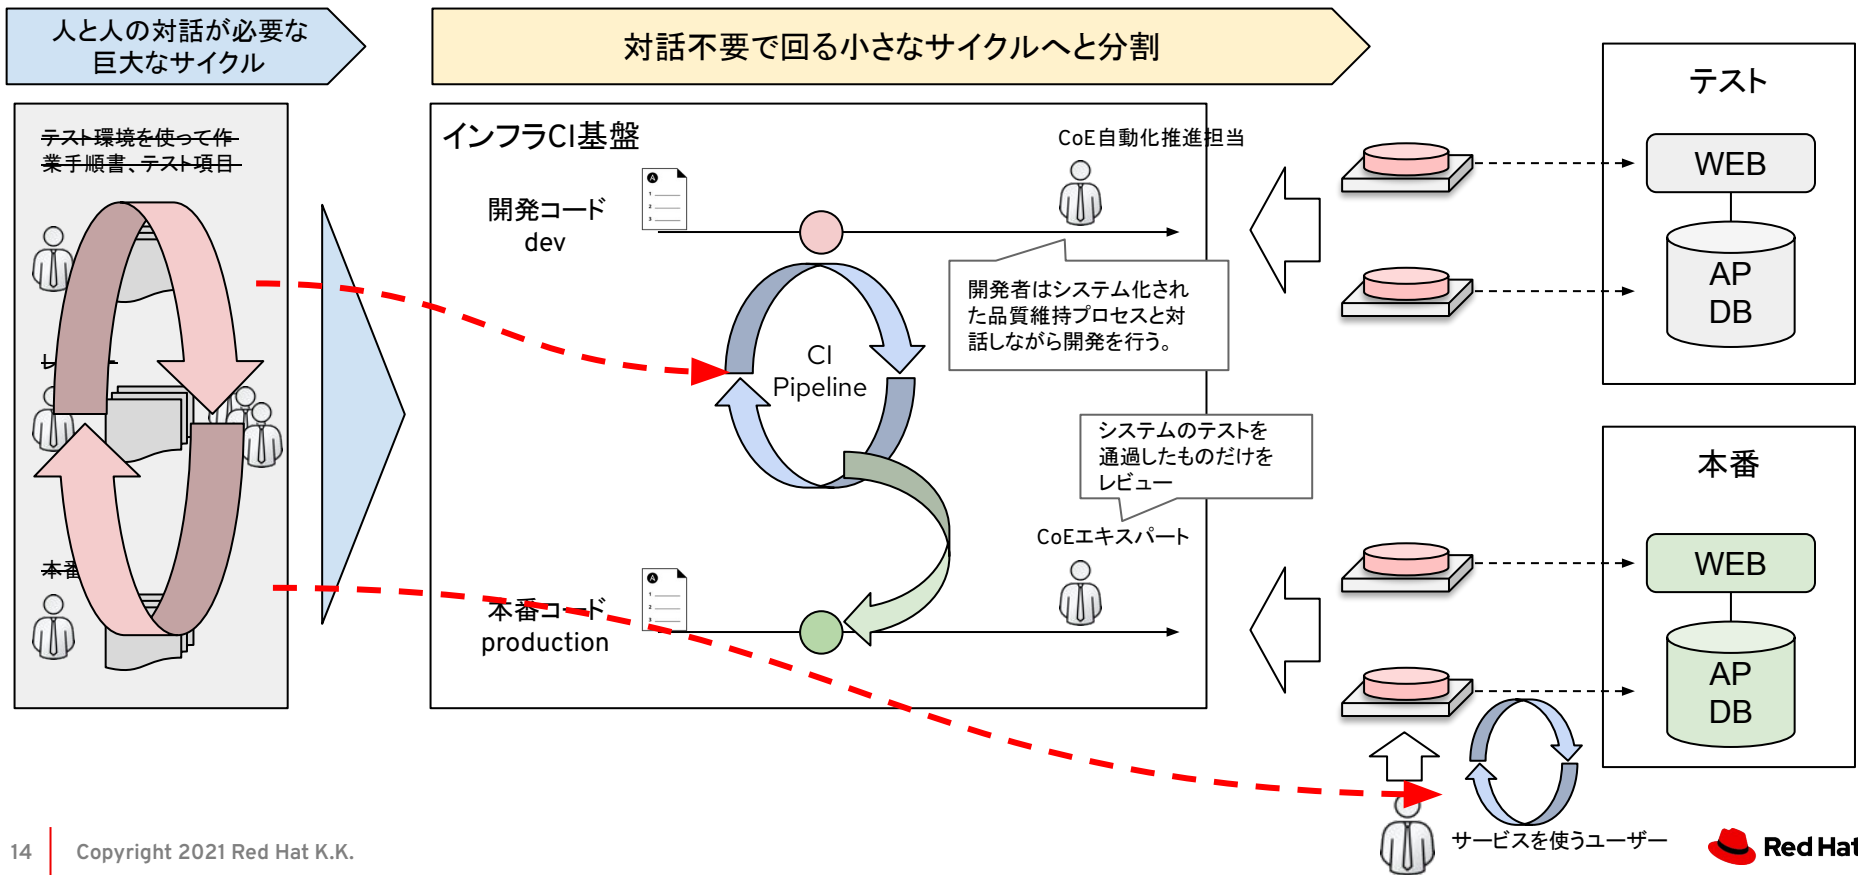 人と人の対話が必要な
巨大なサイクル
対話不要で回る小さなサイクルへと分割
テスト環境を使って作
業手順書、テスト項目
レ
本番
インフラCI基盤
開発コード
dev
CoE自動化推進担当
開発者はシステム化され
た品質維持プロセスと対
話しながら開発を行う。
CI
Pipeline
システムのテストを
通過したものだけを
レビュー
CoEエキスパート
本番コード
production
テスト
WEB
AP
DB
本番
WEB
AP
DB
サービスを使うユーザー
14
Copyright 2021 Red Hat K.K.
Red Hat